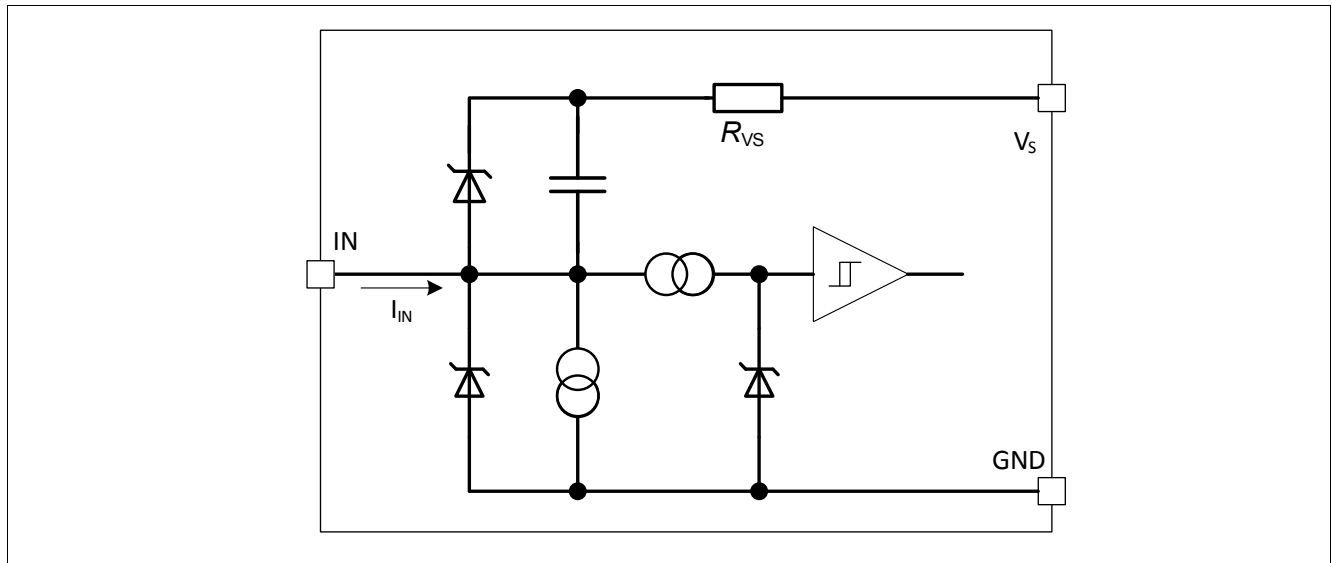 R_VS
V_S
IN
I_IN
GND